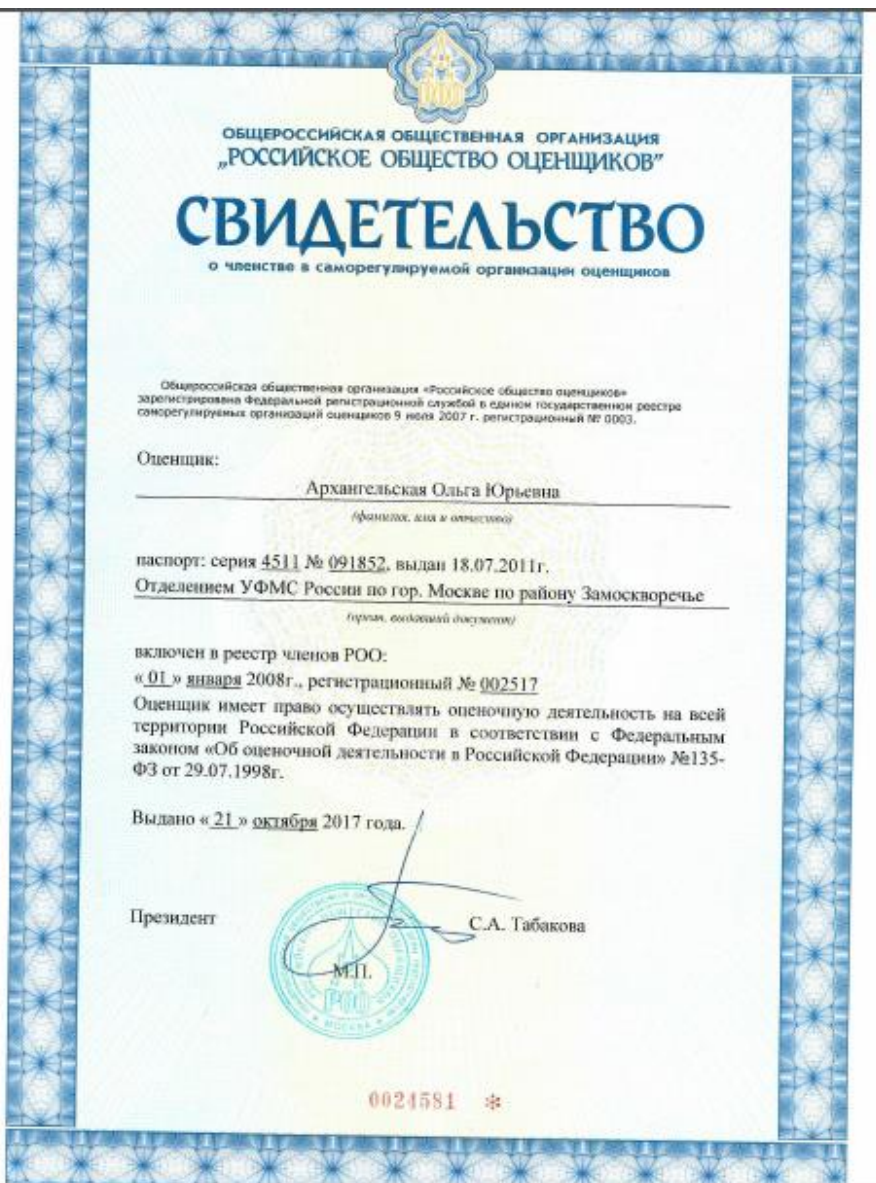 РОО
ОБЩЕРОССИЙСКАЯ ОБЩЕСТВЕННАЯ ОРГАНИЗАЦИЯ
„РОССИЙСКОЕ ОБЩЕСТВО ОЦЕНЩИКОВ”
СВИДЕТЕЛЬСТВО
о членстве в саморегулируемой организации оценщиков
Общероссийская общественная организация «Российское общество оценщиков»
зарегистрирована Федеральной регистрационной службой в едином государственном реестре
саморегулируемых организаций оценщиков 9 июля 2007 г. регистрационный № 0003.
Оценщик:
Архангельская Ольга Юрьевна
(фамилия, имя и отчество)
паспорт: серия 4511 № 091852, выдан 18.07.2011г.
Отделением УФМС России по гор. Москве по району Замоскворечье
(орган, выдавший документ)
включен в реестр членов РОО:
« 01 » января 2008г., регистрационный № 002517
Оценщик имеет право осуществлять оценочную деятельность на всей
территории Российской Федерации в соответствии с Федеральным
законом «Об оценочной деятельности в Российской Федерации» №135-
ФЗ от 29.07.1998г.
Выдано « 21 » октября 2017 года.
Президент
С.А. Табакова
М.П.
РОО
МОСКВА
0024581 *